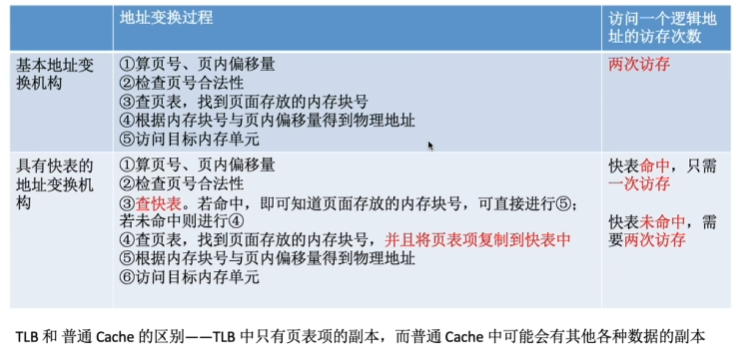 地址变换过程
访问一个逻辑地
址的访存次数
基本地址变
换机构
①算页号、页内偏移量
②检查页号合法性
③查页表，找到页面存放的内存块号
④根据内存块号与页内偏移量得到物理地址
⑤访问目标内存单元
两次访存
具有快表的
地址变换机
构
①算页号、页内偏移量
②检查页号合法性
③查快表。若命中，即可知道页面存放的内存块号，可直接进行⑤；
若未命中则进行④
④查页表，找到页面存放的内存块号，并且将页表项复制到快表中
⑤根据内存块号与页内偏移量得到物理地址
⑥访问目标内存单元
快表命中，只需
一次访存
快表未命中，需
要两次访存
TLB 和 普通 Cache 的区别——TLB 中只有页表项的副本，而普通 Cache 中可能会有其他各种数据的副本